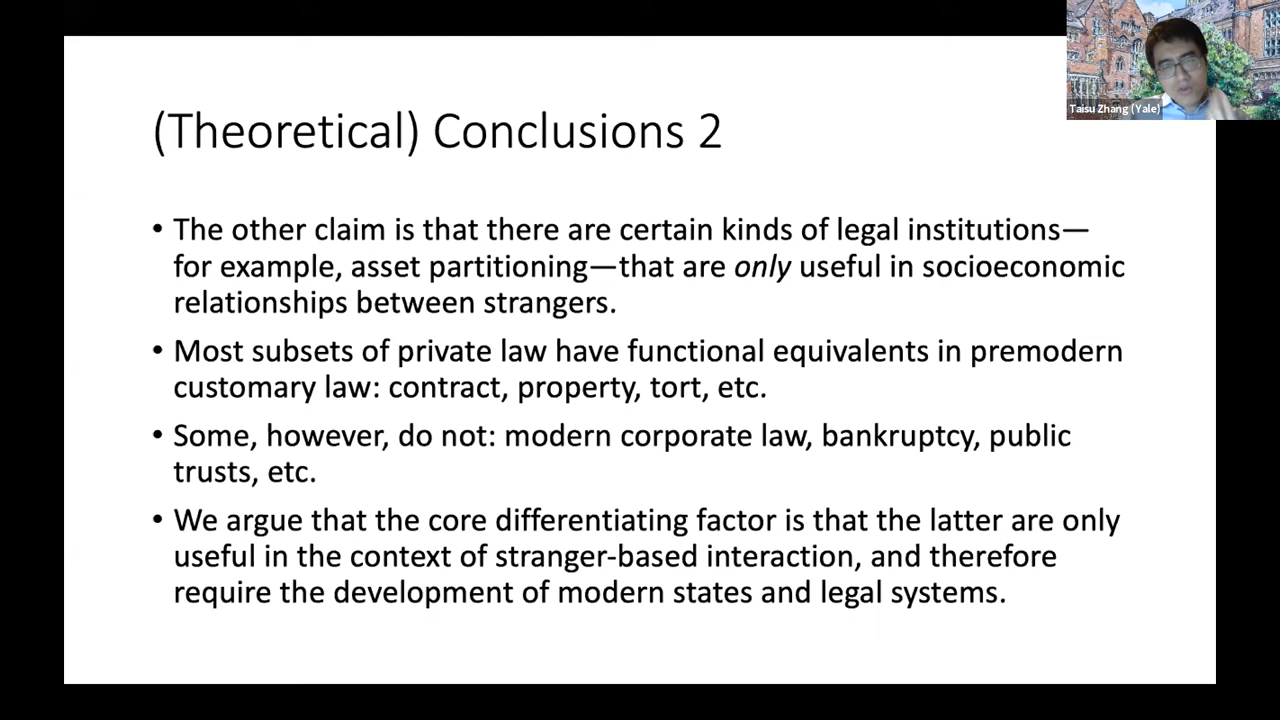 Taisu Zhang (Yale)
(Theoretical) Conclusions 2
• The other claim is that there are certain kinds of legal institutions—
for example, asset partitioning—that are only useful in socioeconomic
relationships between strangers.
• Most subsets of private law have functional equivalents in premodern
customary law: contract, property, tort, etc.
• Some, however, do not: modern corporate law, bankruptcy, public
trusts, etc.
• We argue that the core differentiating factor is that the latter are only
useful in the context of stranger-based interaction, and therefore
require the development of modern states and legal systems.